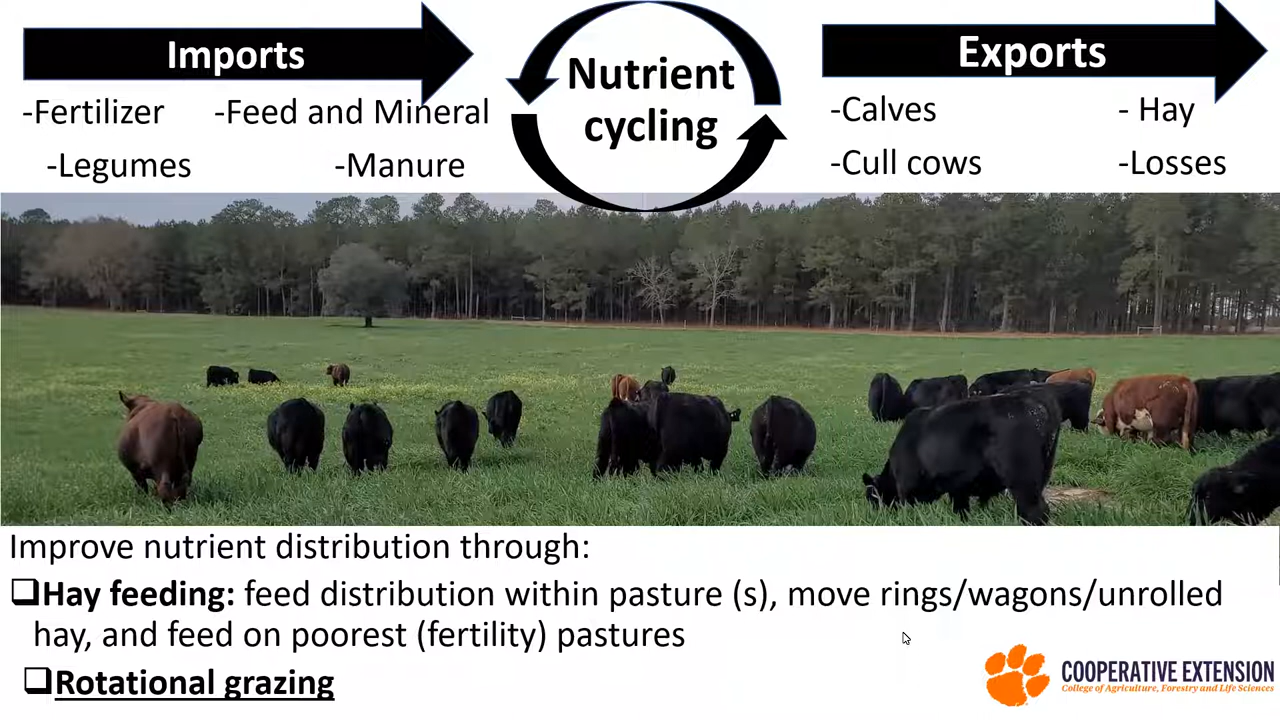 Imports
-Fertilizer -Feed and Mineral
-Legumes -Manure
Nutrient
cycling
Exports
-Calves - Hay
-Cull cows -Losses
Improve nutrient distribution through:
❑Hay feeding: feed distribution within pasture (s), move rings/wagons/unrolled
hay, and feed on poorest (fertility) pastures
❑Rotational grazing
COOPERATIVE EXTENSION
College of Agriculture, Forestry and Life Sciences